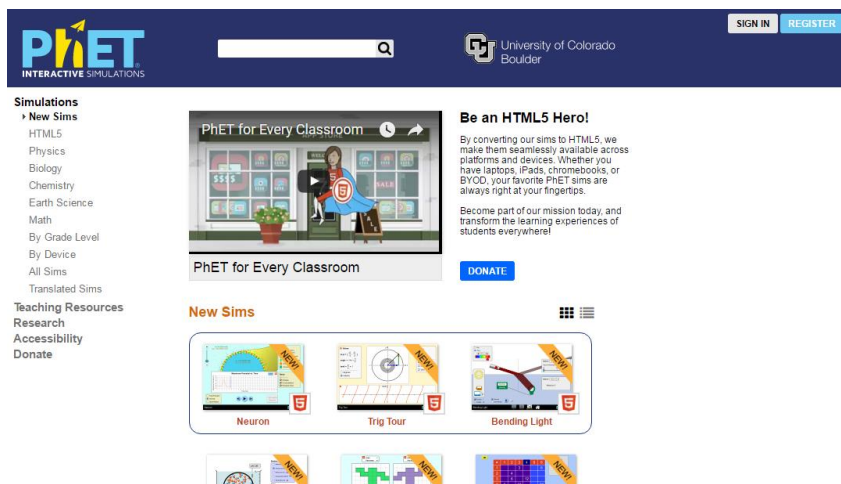 SIGN IN REGISTER
PhET
INTERACTIVE SIMULATIONS
University of Colorado
Boulder
Simulations
New Sims
HTML5
Physics
Biology
Chemistry
Earth Science
Math
By Grade Level
By Device
All Sims
Translated Sims
Teaching Resources
Research
Accessibility
Donate
PhET for Every Classroom
$$$$
SALE
5
PhET for Every Classroom
Be an HTML5 Hero!
By converting our sims to HTML5, we
make them seamlessly available across
platforms and devices. Whether you
have laptops, iPads, chromebooks, or
BYOD, your favorite PhET sims are
always right at your fingertips.
Become part of our mission today, and
transform the learning experiences of
students everywhere!
DONATE
New Sims
NEW! NEW! NEW!
5 5 5
Neuron Trig Tour Bending Light
NEW! NEW! NEW!